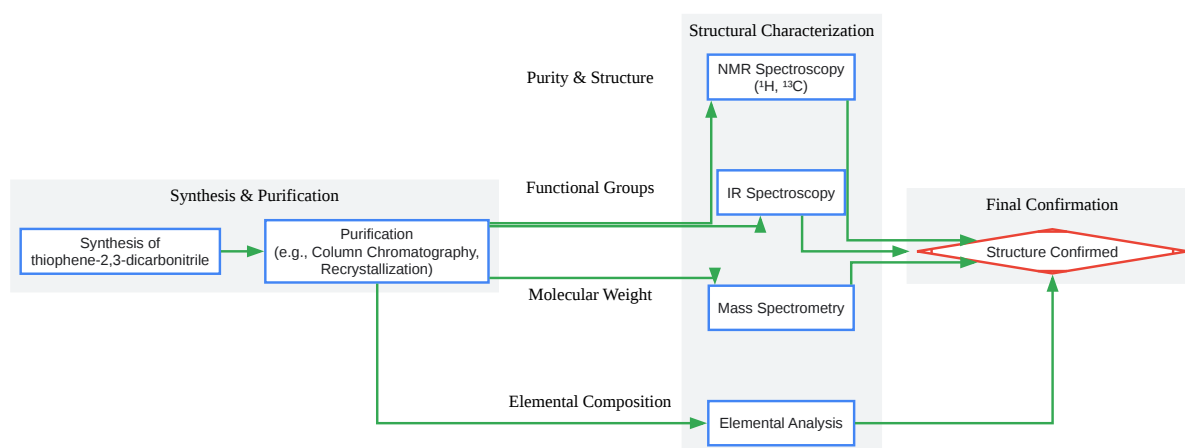 Structural Characterization
Purity & Structure
NMR Spectroscopy
(¹H, ¹³C)
Synthesis & Purification
Functional Groups
IR Spectroscopy
Final Confirmation
Synthesis of
thiophene-2,3-dicarbonitrile
Purification
(e.g., Column Chromatography,
Recrystallization)
Structure Confirmed
Molecular Weight
Mass Spectrometry
Elemental Composition
Elemental Analysis